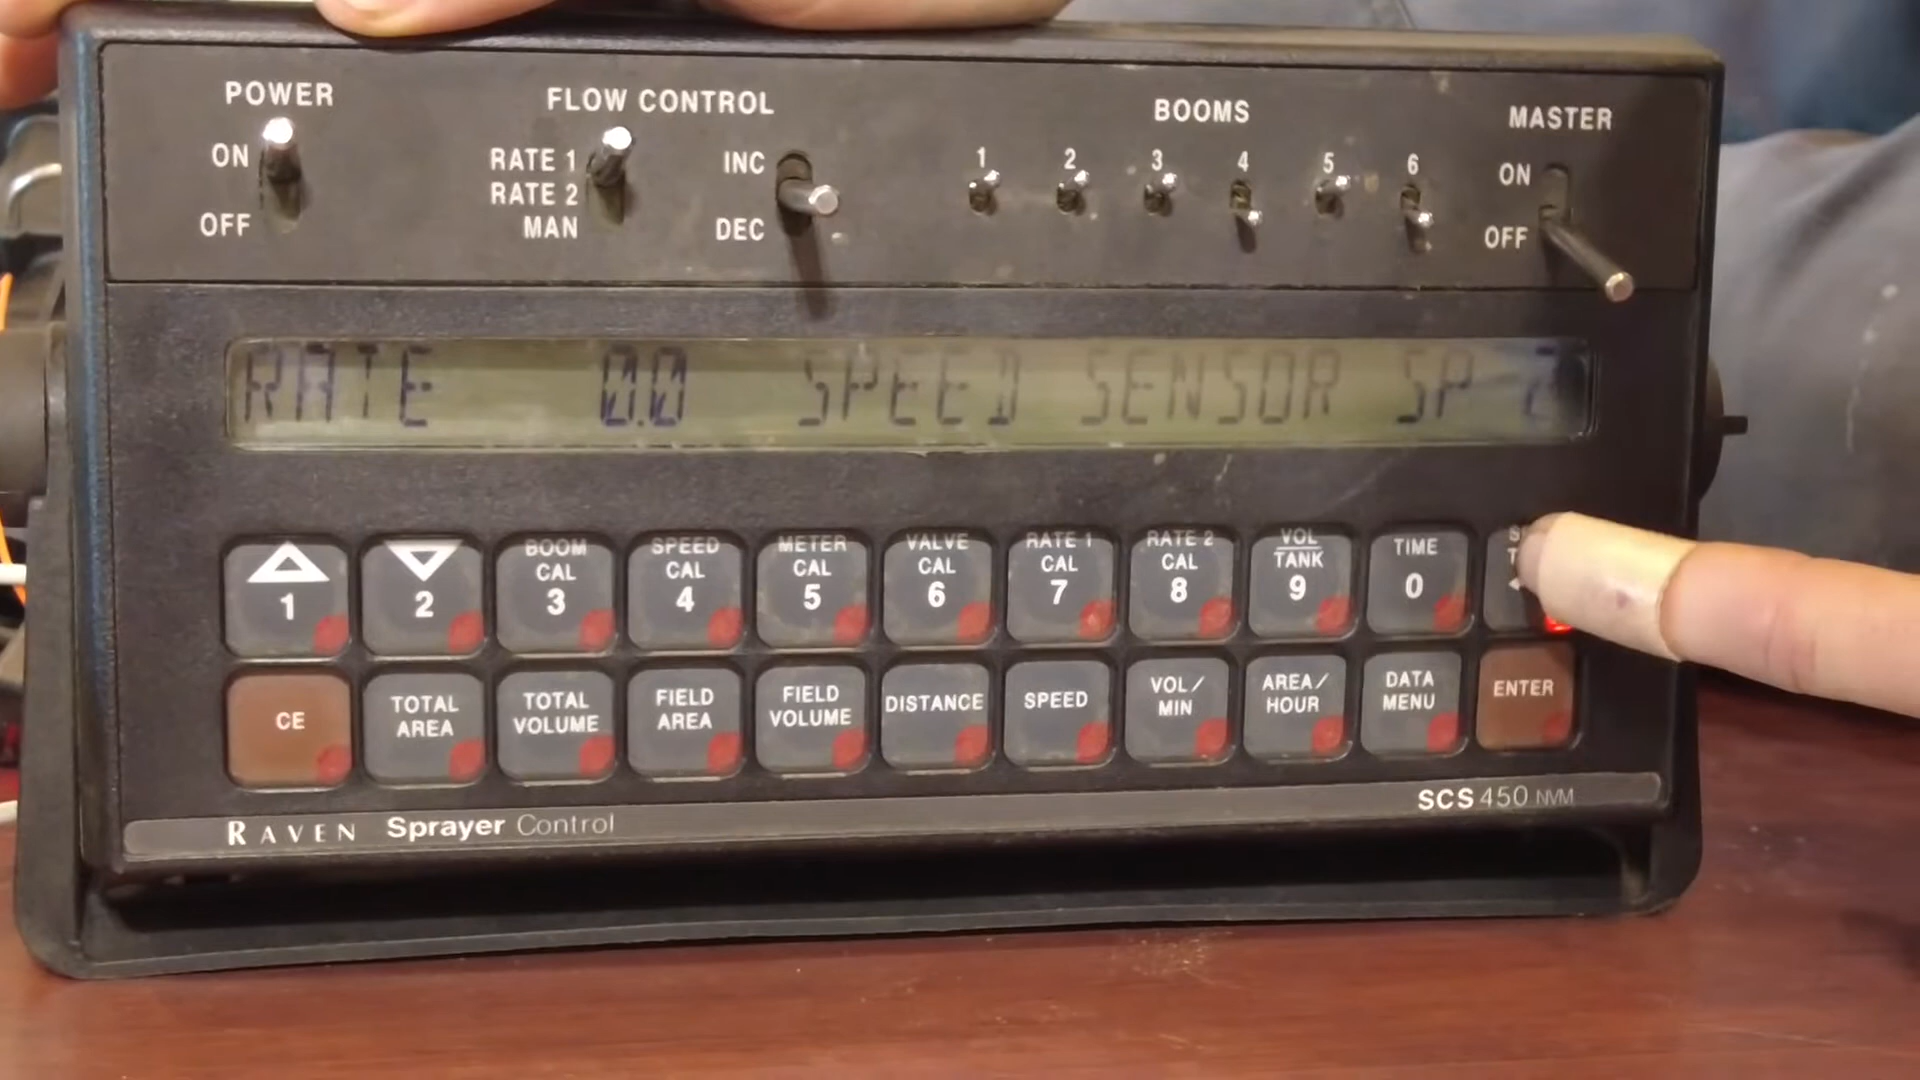 POWER
ON
OFF
FLOW CONTROL
RATE 1
RATE 2
MAN
INC
DEC
BOOMS
1 2 3 4 5 6
MASTER
ON
OFF
RATE 0.0 SPEED SENSOR SP 2
1
2
BOOM
CAL
3
SPEED
CAL
4
METER
CAL
5
VALVE
CAL
6
RATE 1
CAL
7
RATE 2
CAL
8
VOL
TANK
9
TIME
0
CE
TOTAL
AREA
TOTAL
VOLUME
FIELD
AREA
FIELD
VOLUME
DISTANCE
SPEED
VOL/
MIN
AREA/
HOUR
DATA
MENU
ENTER
RAVEN Sprayer Control
SCS 450 NVM